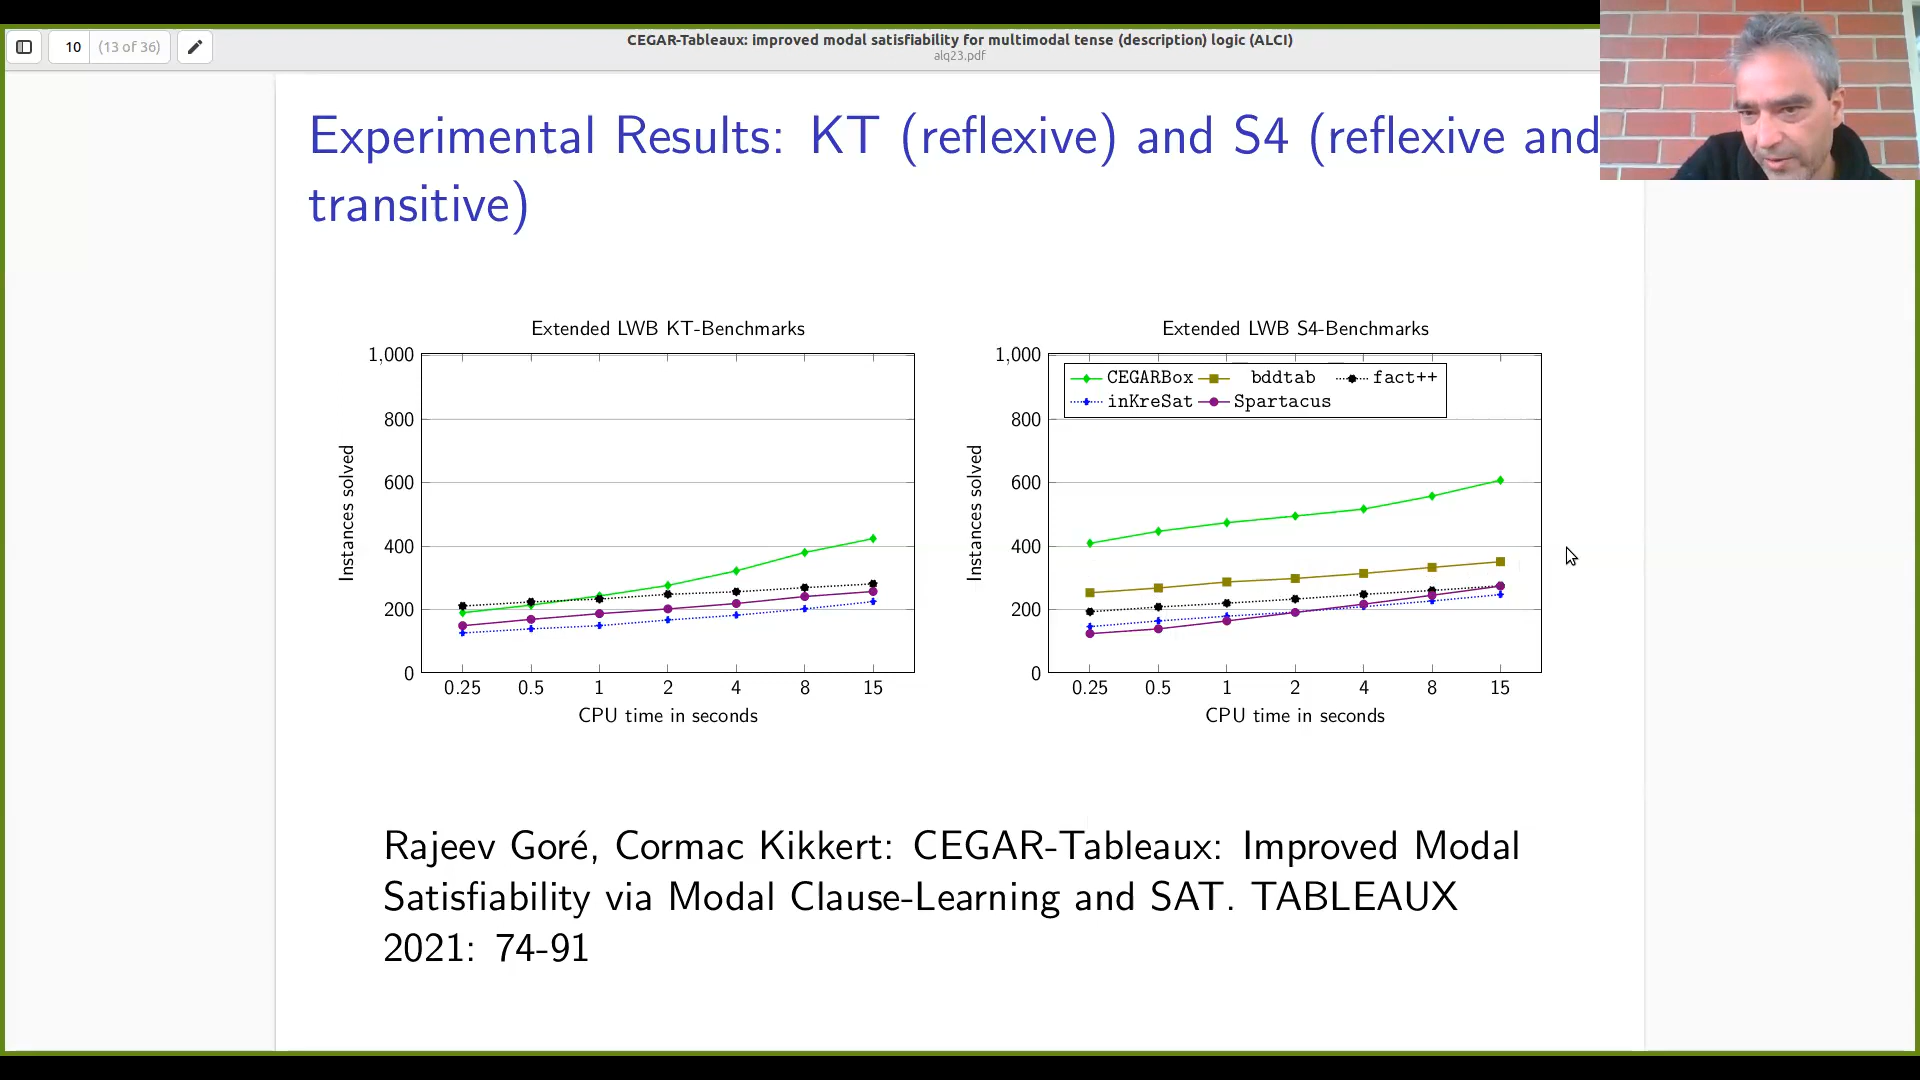 10 (13 of 36)
CEGAR-Tableaux: improved modal satisfiability for multimodal tense (description) logic (ALCI)
alq23.pdf
Experimental Results: KT (reflexive) and S4 (reflexive and
transitive)
Extended LWB KT-Benchmarks
1,000
800
600
400
200
0
Instances solved
0.25 0.5 1 2 4 8 15
CPU time in seconds
Extended LWB S4-Benchmarks
CEGARBox bddtab fact++
inKreSat Spartacus
1,000
800
600
400
200
0
Instances solved
0.25 0.5 1 2 4 8 15
CPU time in seconds
Rajeev Goré, Cormac Kikkert: CEGAR-Tableaux: Improved Modal
Satisfiability via Modal Clause-Learning and SAT. TABLEAUX
2021: 74-91